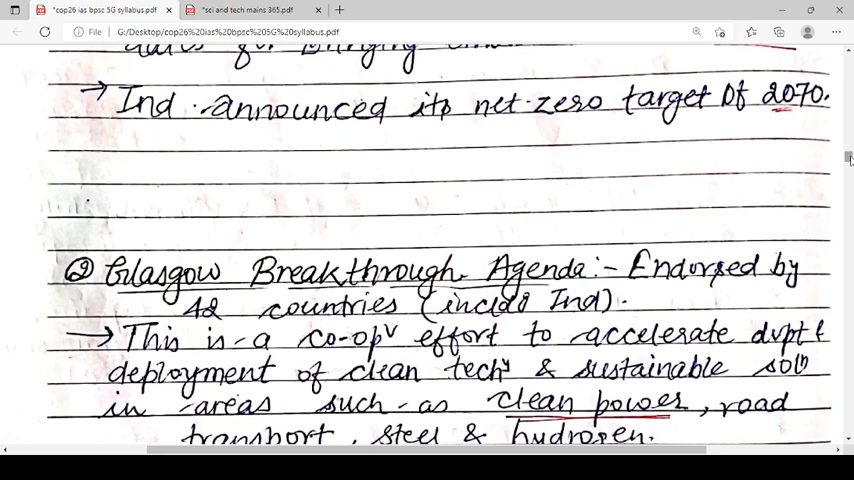 *cop26 ias bpsc 5G syllabus.pdf
*sci and tech mains 365.pdf
File G:/Desktop/cop26%20ias%20bpsc%205G%20syllabus.pdf
→ Ind. announced its net-zero target of 2070.
② Glasgow Breakthrough Agenda:- Endorsed by
42 countries (includ Ind).
→ This is a co-opv effort to accelerate dvpt &
deployment of clean techy & sustainable soln
in areas such as clean power, road
transport, steel & hydrogen.